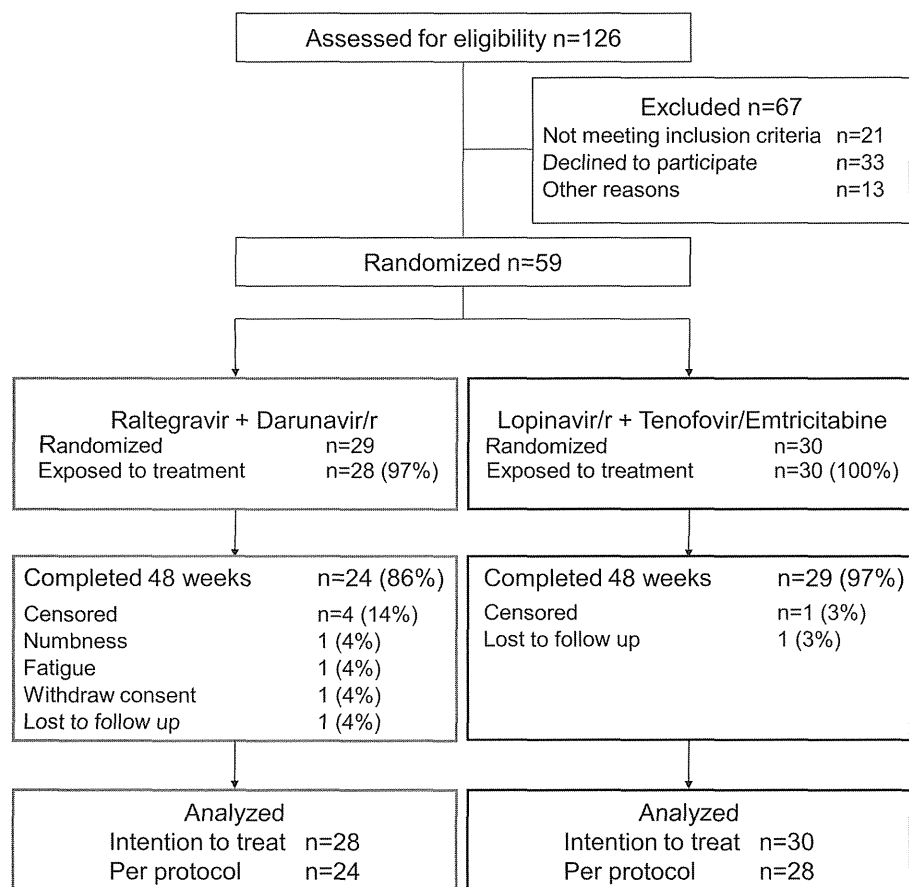 Assessed for eligibility n=126
Excluded n=67
Not meeting inclusion criteria n=21
Declined to participate n=33
Other reasons n=13
Randomized n=59
Raltegravir + Darunavir/r
Randomized n=29
Exposed to treatment n=28 (97%)
Lopinavir/r + Tenofovir/Emtricitabine
Randomized n=30
Exposed to treatment n=30 (100%)
Completed 48 weeks n=24 (86%)
Censored n=4 (14%)
Numbness 1 (4%)
Fatigue 1 (4%)
Withdraw consent 1 (4%)
Lost to follow up 1 (4%)
Completed 48 weeks n=29 (97%)
Censored n=1 (3%)
Lost to follow up 1 (3%)
Analyzed
Intention to treat n=28
Per protocol n=24
Analyzed
Intention to treat n=30
Per protocol n=28